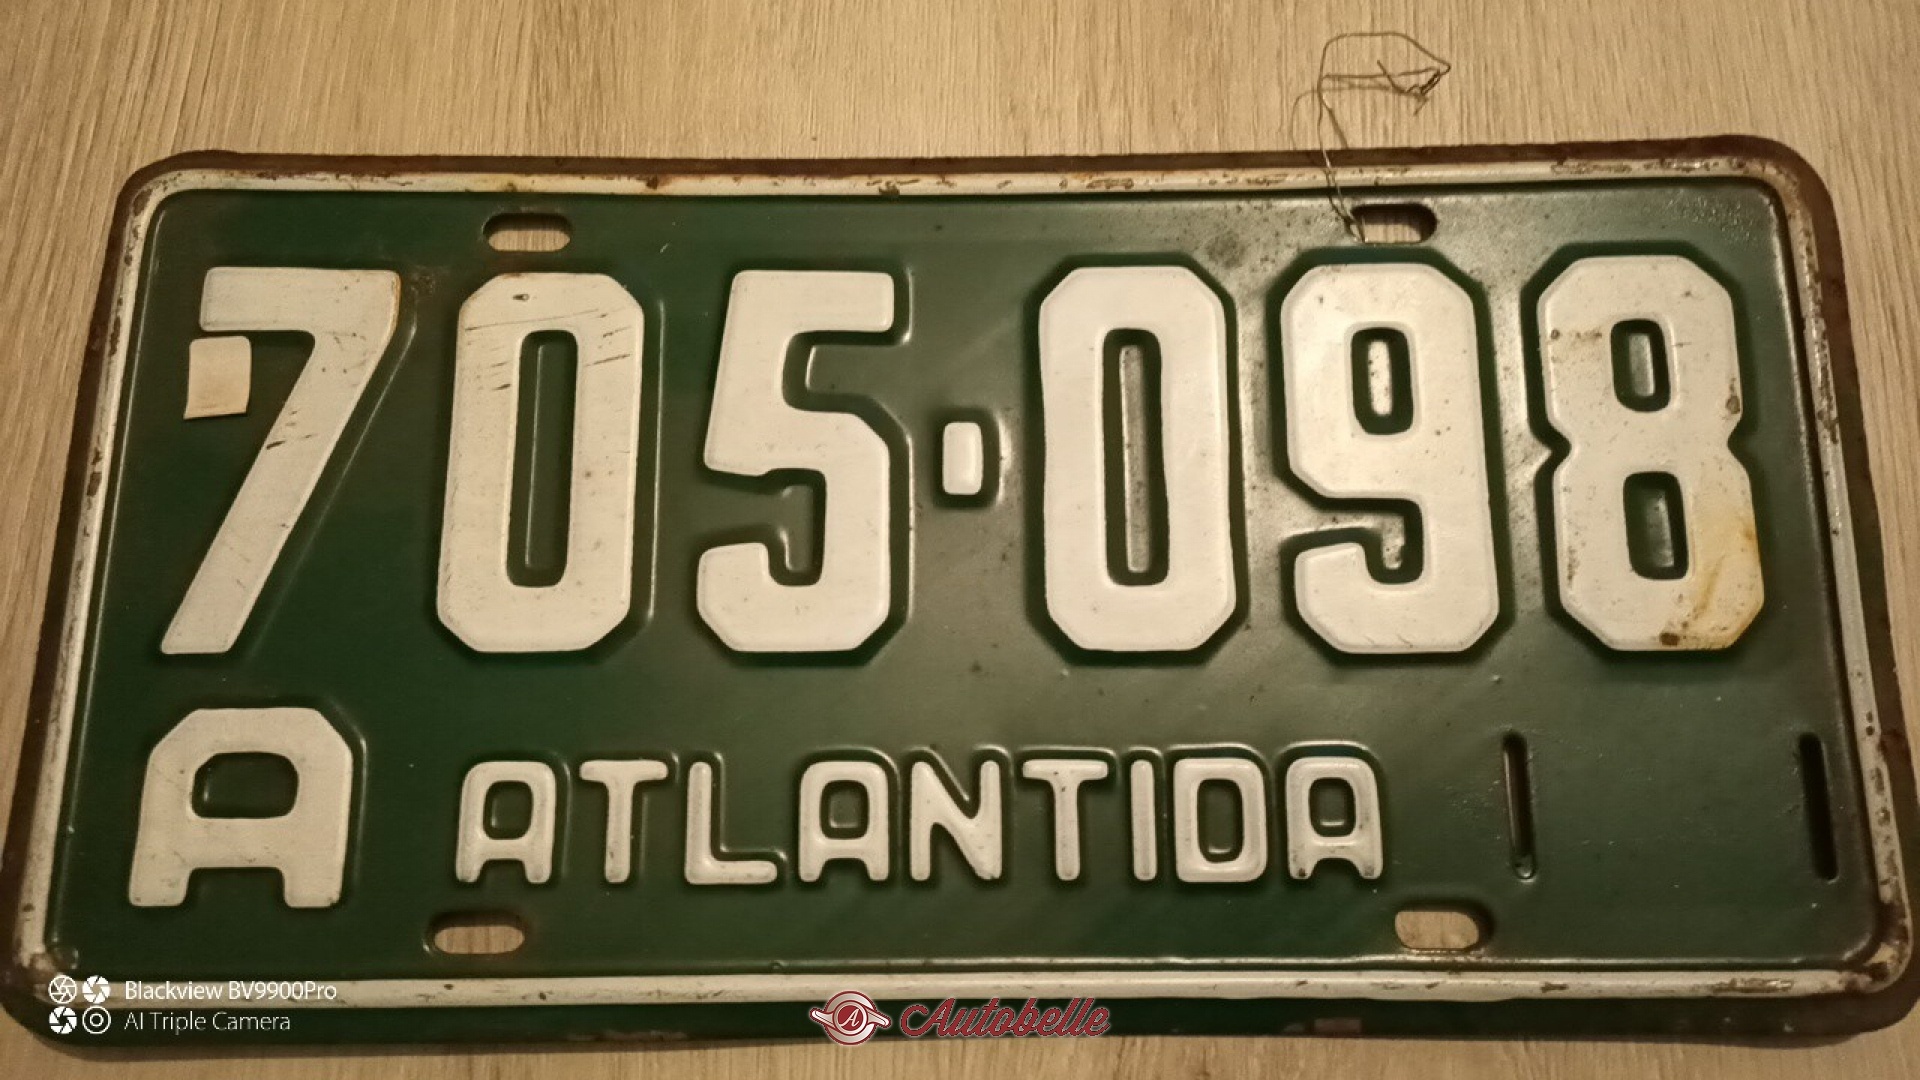 705·098
A ATLANTIDA
Blackview BV9900Pro
AI Triple Camera
A Autobelle